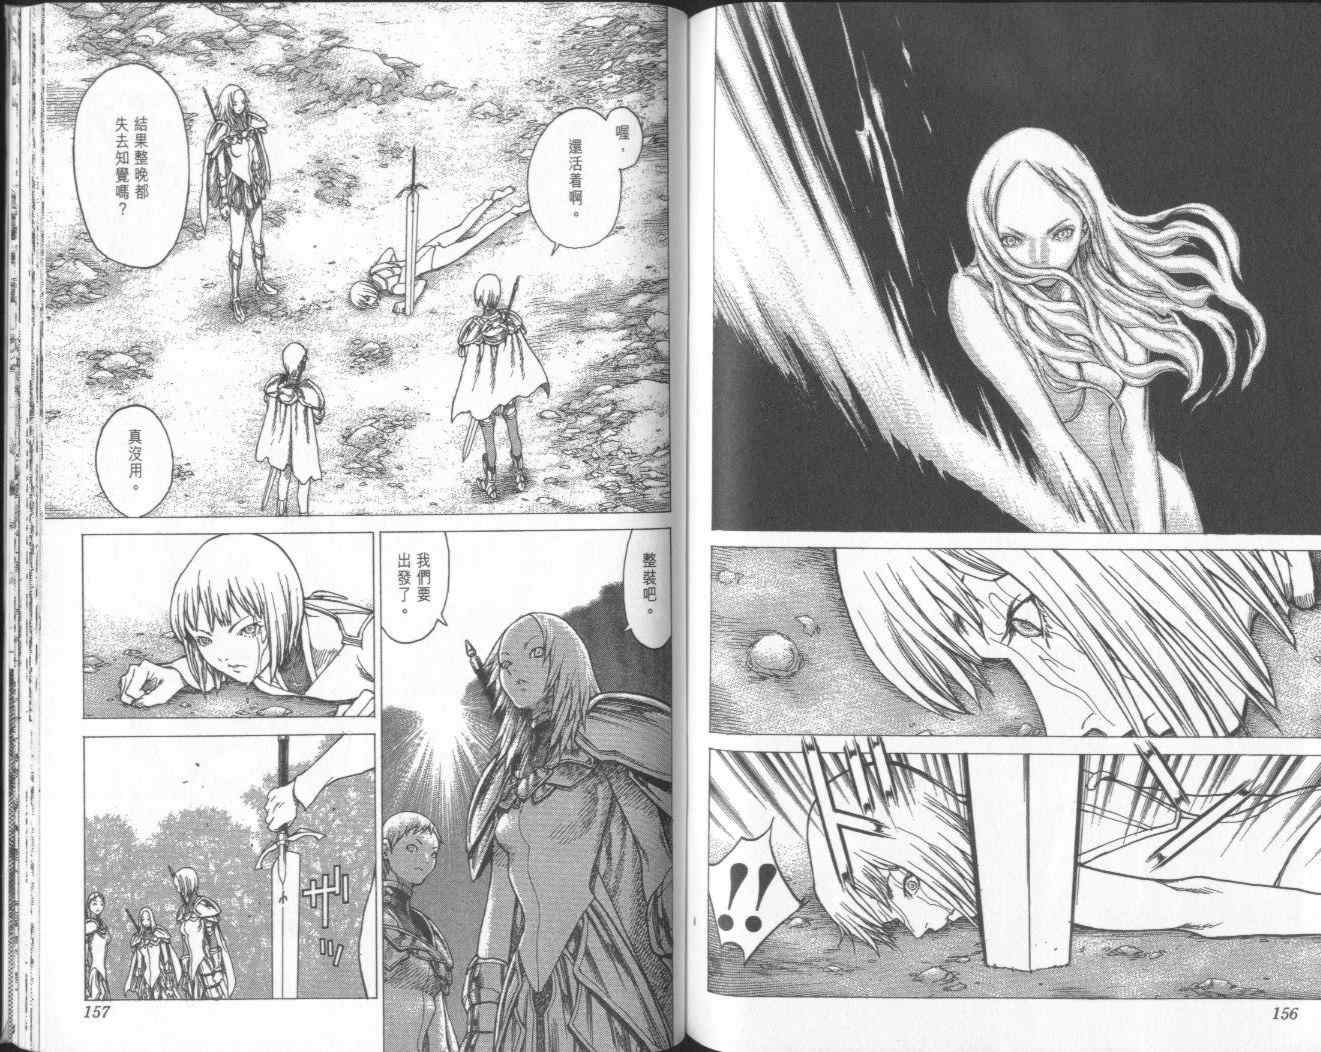 !!
156
喔，
還活着啊。
結果整晚都
失去知覺嗎？
真沒用。
整裝吧。
我們要
出發了。
ザッ
157